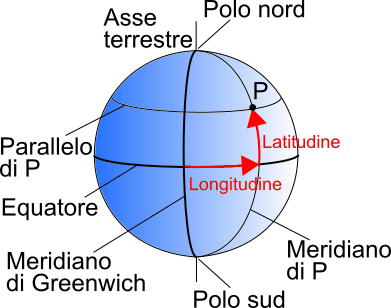 Polo nord
Asse
terrestre
P
Latitudine
Parallelo
di P
Longitudine
Equatore
Meridiano
di Greenwich
Meridiano
di P
Polo sud